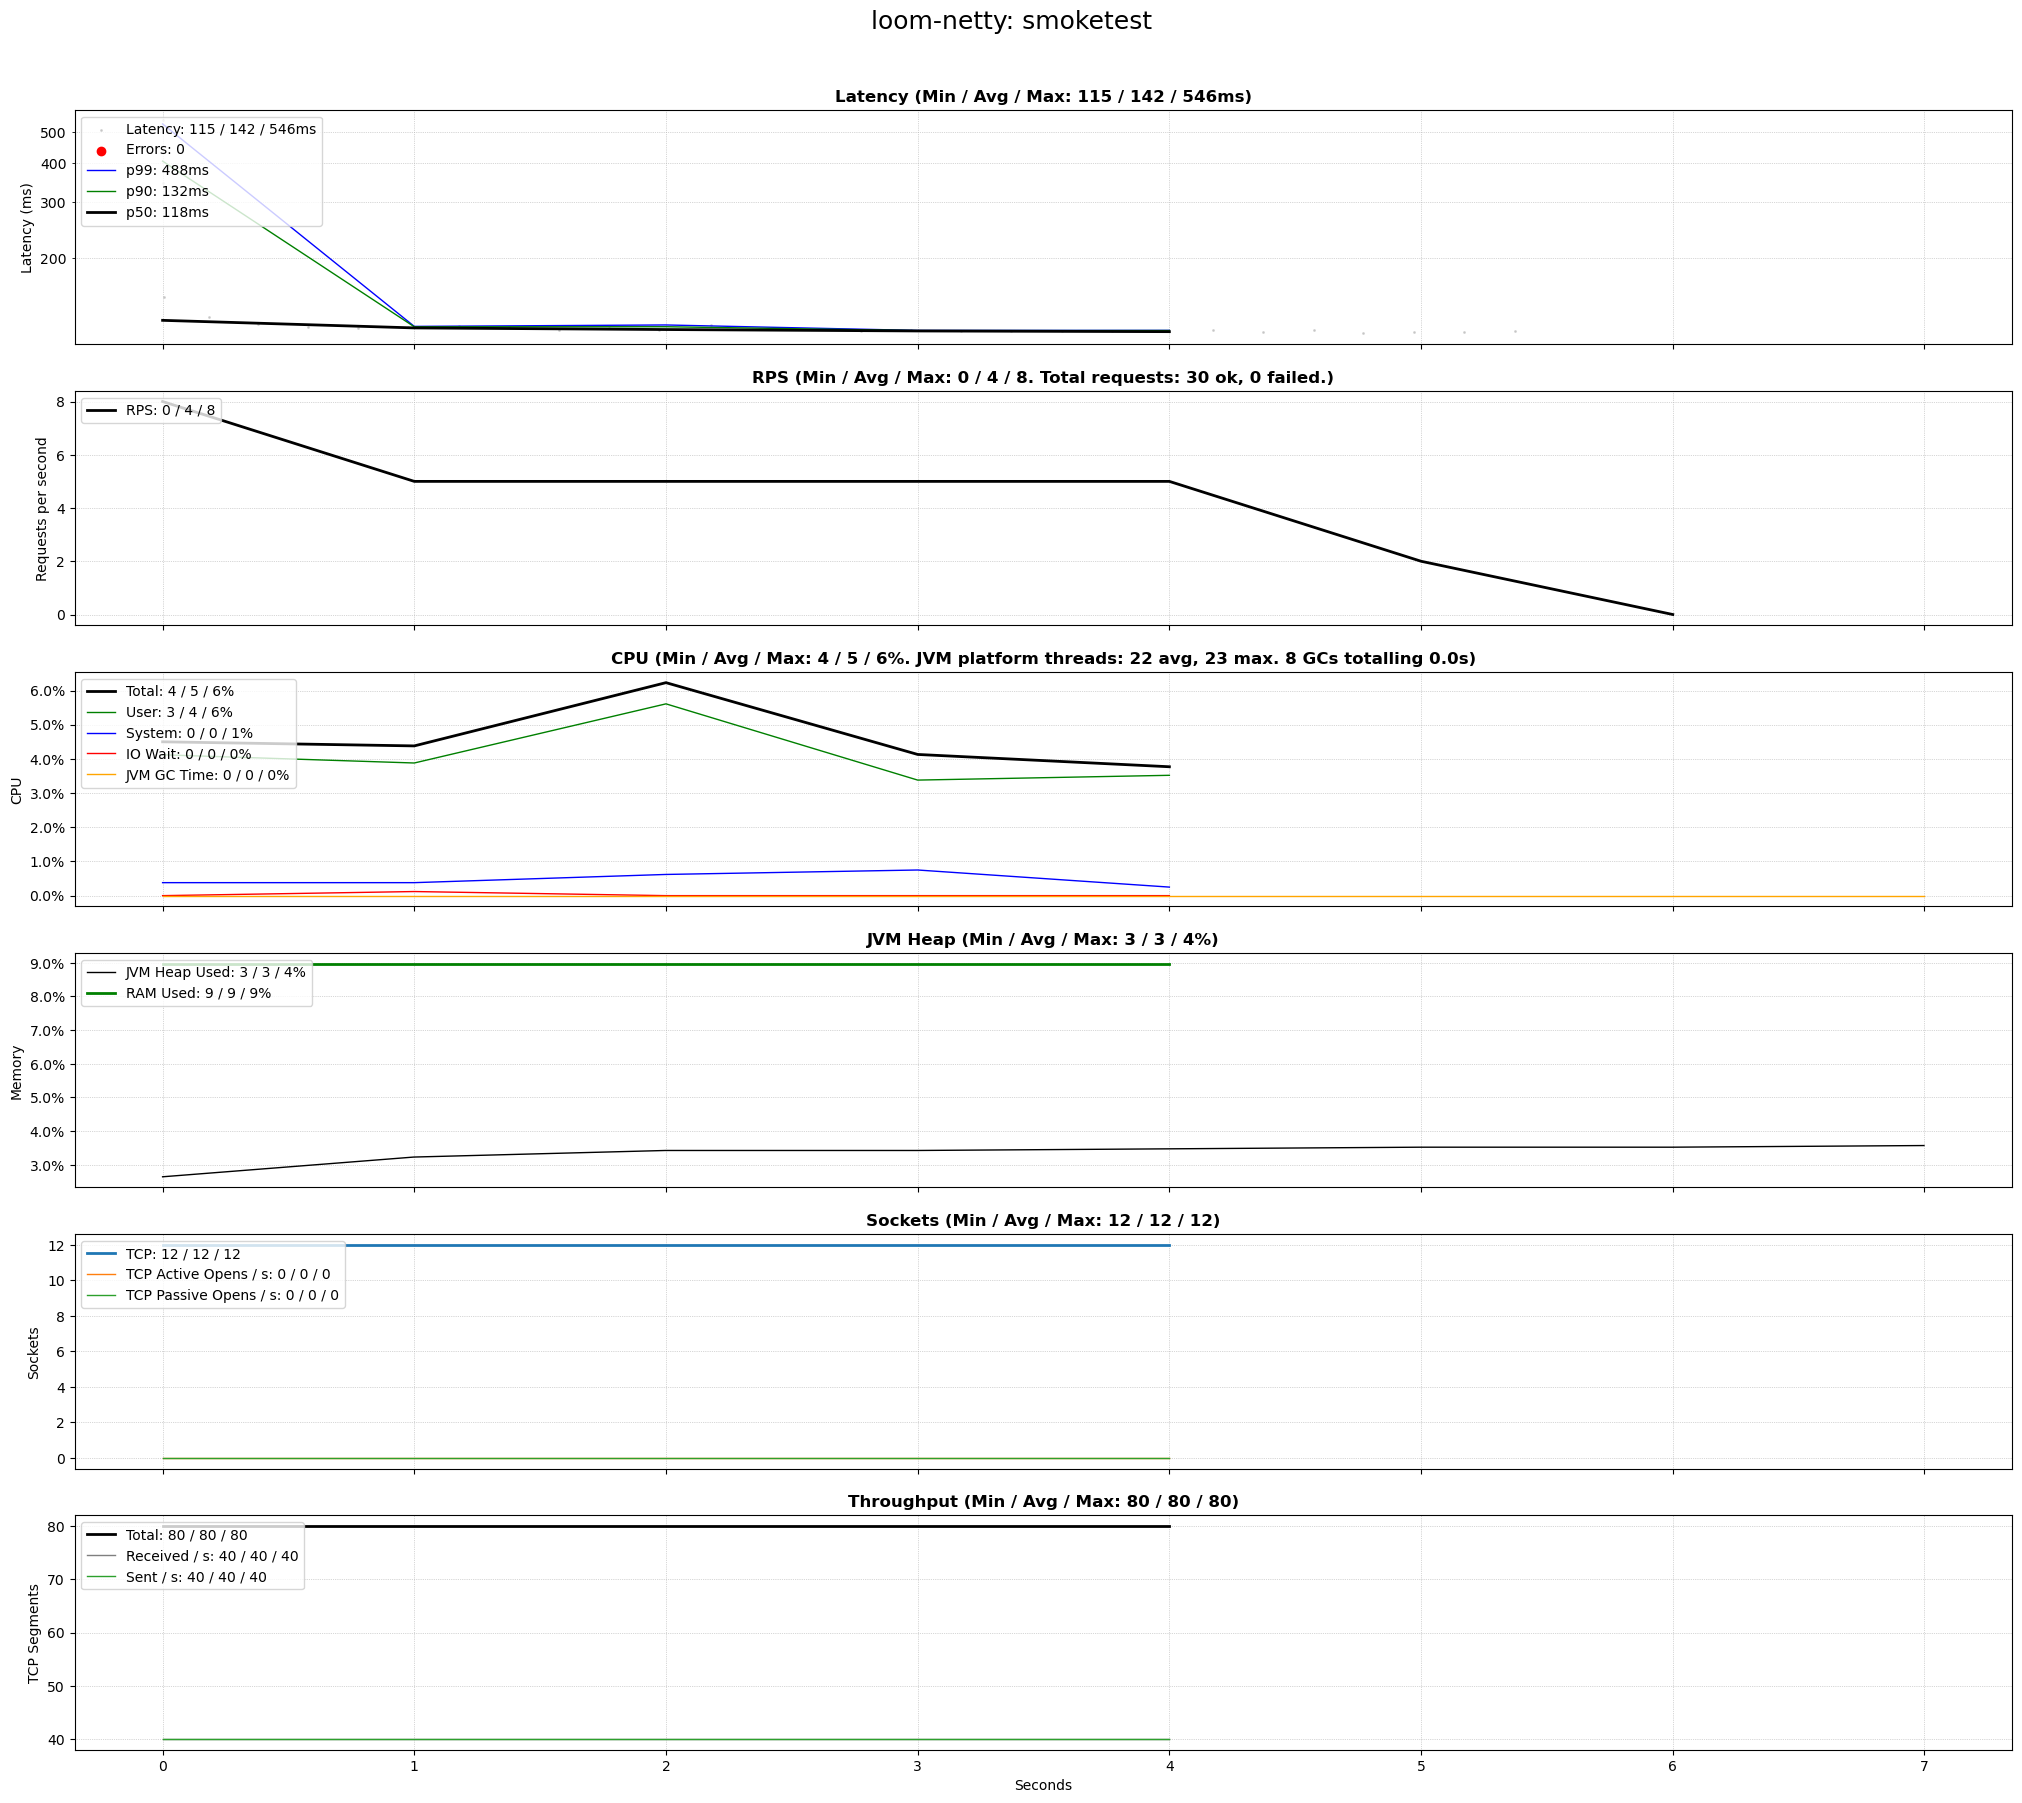 loom-netty: smoketest
Latency (Min / Avg / Max: 115 / 142 / 546ms)
Latency (ms)
500
400
300
200
Latency: 115 / 142 / 546ms
Errors: 0
p99: 488ms
p90: 132ms
p50: 118ms
RPS (Min / Avg / Max: 0 / 4 / 8. Total requests: 30 ok, 0 failed.)
Requests per second
8
6
4
2
0
RPS: 0 / 4 / 8
CPU (Min / Avg / Max: 4 / 5 / 6%. JVM platform threads: 22 avg, 23 max. 8 GCs totalling 0.0s)
CPU
6.0%
5.0%
4.0%
3.0%
2.0%
1.0%
0.0%
Total: 4 / 5 / 6%
User: 3 / 4 / 6%
System: 0 / 0 / 1%
IO Wait: 0 / 0 / 0%
JVM GC Time: 0 / 0 / 0%
JVM Heap (Min / Avg / Max: 3 / 3 / 4%)
Memory
9.0%
8.0%
7.0%
6.0%
5.0%
4.0%
3.0%
JVM Heap Used: 3 / 3 / 4%
RAM Used: 9 / 9 / 9%
Sockets (Min / Avg / Max: 12 / 12 / 12)
Sockets
12
10
8
6
4
2
0
TCP: 12 / 12 / 12
TCP Active Opens / s: 0 / 0 / 0
TCP Passive Opens / s: 0 / 0 / 0
Throughput (Min / Avg / Max: 80 / 80 / 80)
TCP Segments
80
70
60
50
40
Total: 80 / 80 / 80
Received / s: 40 / 40 / 40
Sent / s: 40 / 40 / 40
0 1 2 3 4 5 6 7
Seconds